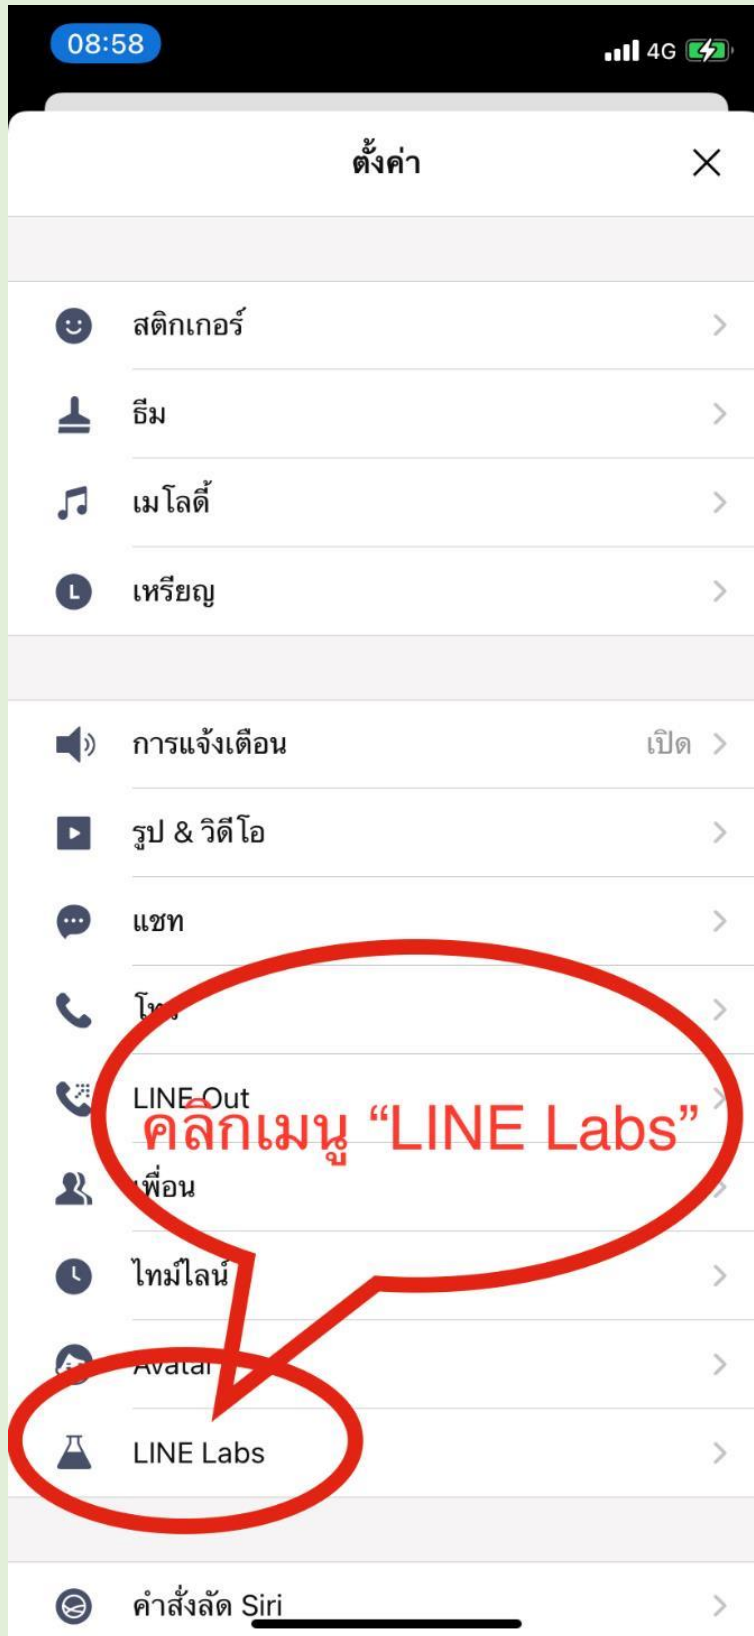 08:58
4G
ตั้งค่า
สติกเกอร์
ธีม
เมโลดี้
เหรียญ
การแจ้งเตือน เปิด
รูป & วิดีโอ
แชท
โทร
LINE Out
คลิกเมนู “LINE Labs”
เพื่อน
ไทม์ไลน์
Avatar
LINE Labs
คำสั่งลัด Siri